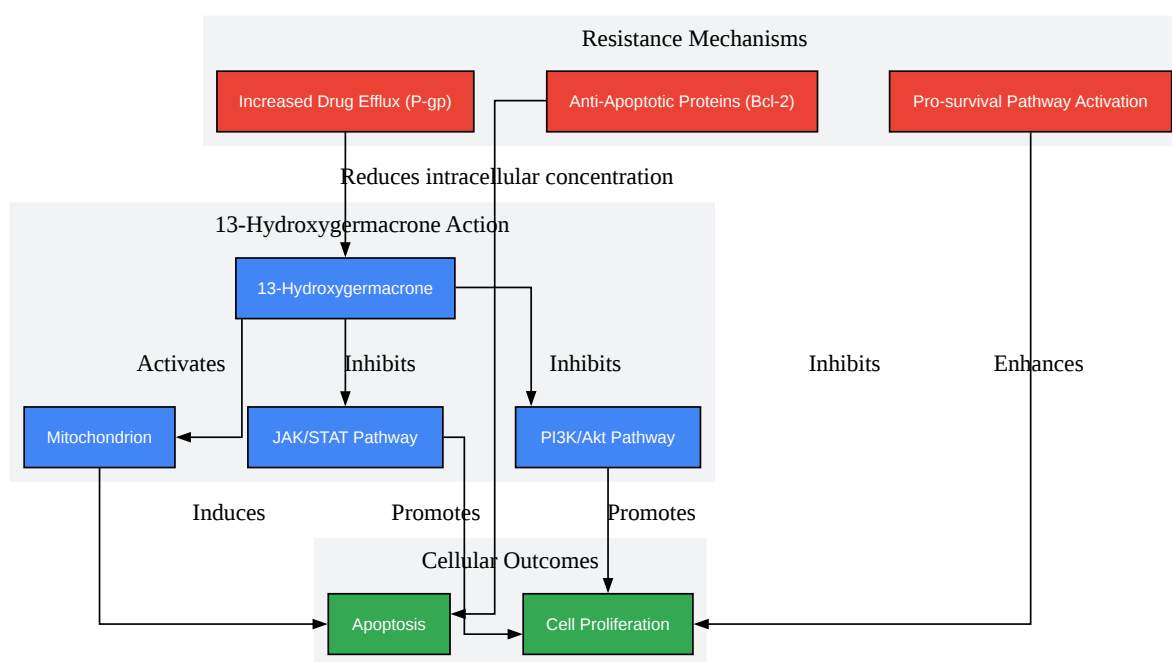 Resistance Mechanisms
Increased Drug Efflux (P-gp)
Anti-Apoptotic Proteins (Bcl-2)
Pro-survival Pathway Activation
Reduces intracellular concentration
13-Hydroxygermacrone Action
13-Hydroxygermacrone
Activates
Inhibits
Inhibits
Inhibits
Enhances
Mitochondrion
JAK/STAT Pathway
PI3K/Akt Pathway
Induces
Promotes
Promotes
Cellular Outcomes
Apoptosis
Cell Proliferation